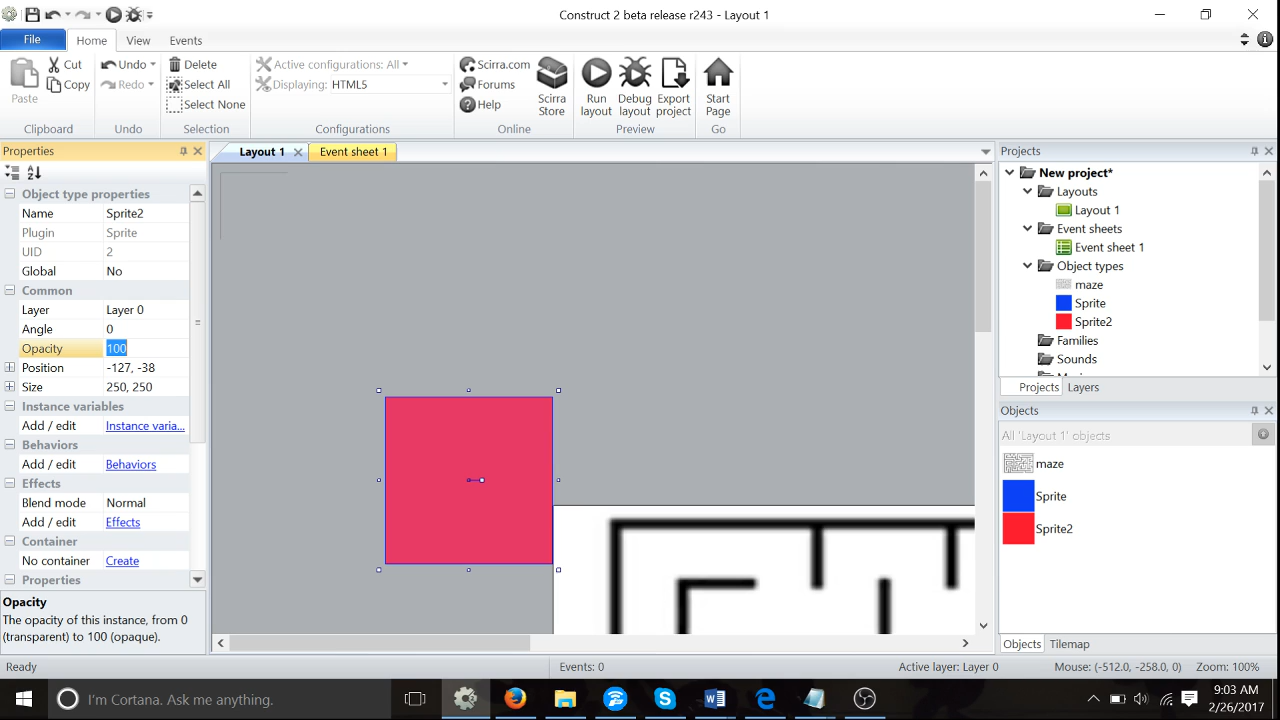 Construct 2 beta release r243 - Layout 1
File Home View Events
Paste Cut Copy
Clipboard
Undo Redo
Undo
Delete
Select All
Select None
Selection
Active configurations: All
Displaying: HTML5
Configurations
Scirra.com
Forums
Help
Scirra Store
Online
Run layout
Debug layout
Export project
Preview
Start Page
Go
Properties
Object type properties
Name Sprite2
Plugin Sprite
UID 2
Global No
Common
Layer Layer 0
Angle 0
Opacity 100
Position -127, -38
Size 250, 250
Instance variables
Add / edit Instance varia...
Behaviors
Add / edit Behaviors
Effects
Blend mode Normal
Add / edit Effects
Container
No container Create
Properties
Opacity
The opacity of this instance, from 0
(transparent) to 100 (opaque).
Layout 1 Event sheet 1
Projects
New project*
Layouts
Layout 1
Event sheets
Event sheet 1
Object types
maze
Sprite
Sprite2
Families
Sounds
Projects Layers
Objects
All 'Layout 1' objects
maze
Sprite
Sprite2
Objects Tilemap
Ready Events: 0 Active layer: Layer 0 Mouse: (-512.0, -258.0, 0) Zoom: 100%
I'm Cortana. Ask me anything.
9:03 AM
2/26/2017